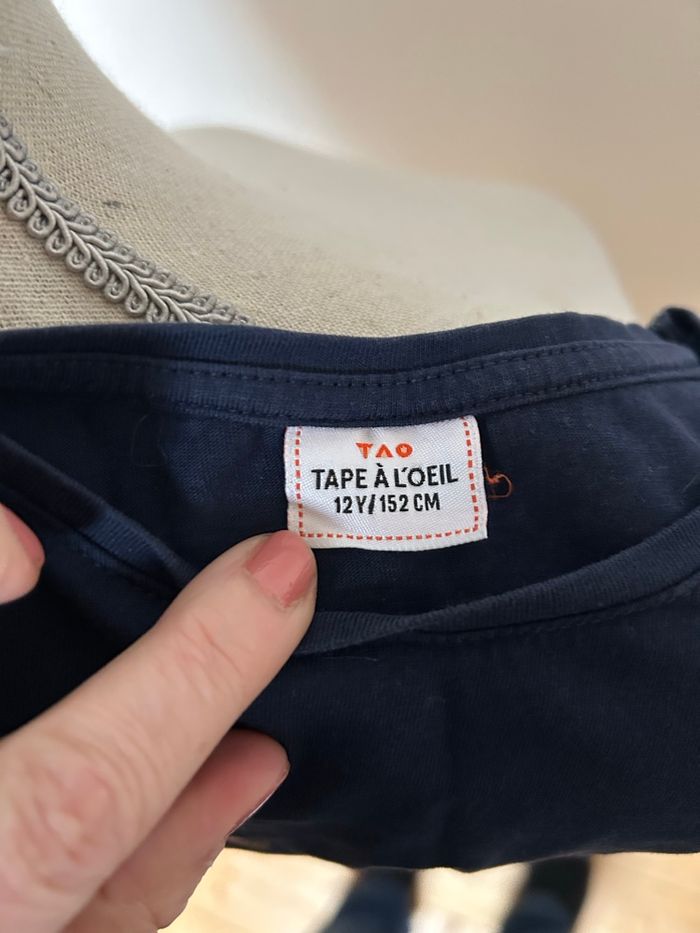 TAO
TAPE À L'OEIL
12Y/152 CM